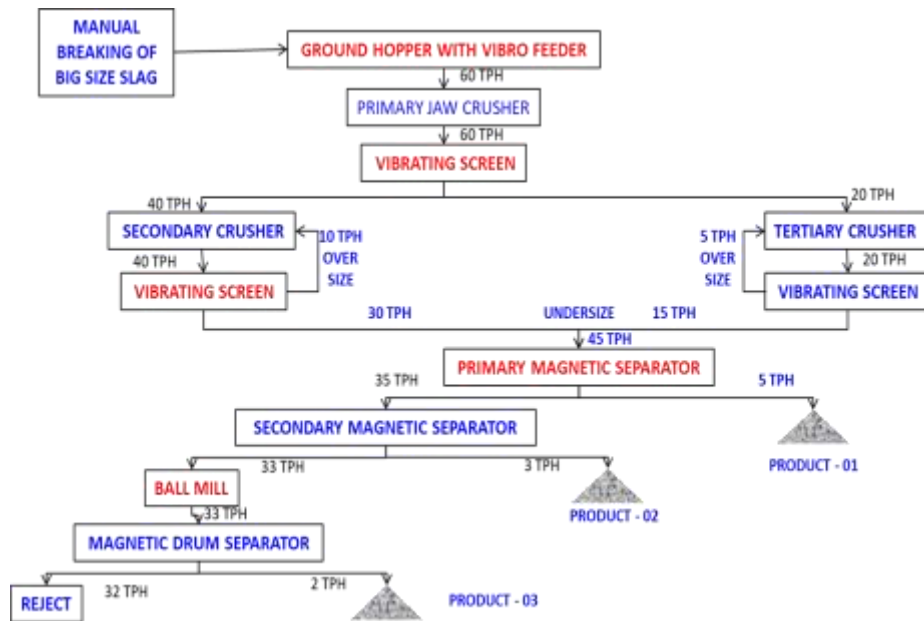 MANUAL
BREAKING OF
BIG SIZE SLAG
GROUND HOPPER WITH VIBRO FEEDER
60 TPH
PRIMARY JAW CRUSHER
60 TPH
VIBRATING SCREEN
40 TPH
20 TPH
SECONDARY CRUSHER
10 TPH
OVER
SIZE
5 TPH
OVER
SIZE
TERTIARY CRUSHER
40 TPH
20 TPH
VIBRATING SCREEN
VIBRATING SCREEN
30 TPH
UNDERSIZE
15 TPH
45 TPH
PRIMARY MAGNETIC SEPARATOR
35 TPH
5 TPH
SECONDARY MAGNETIC SEPARATOR
PRODUCT - 01
33 TPH
3 TPH
BALL MILL
PRODUCT - 02
33 TPH
MAGNETIC DRUM SEPARATOR
32 TPH
2 TPH
REJECT
PRODUCT - 03